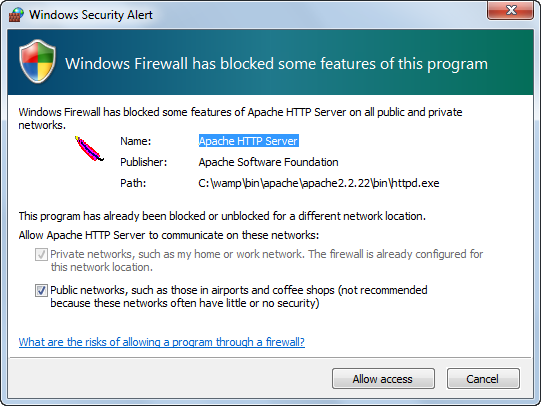 Windows Security Alert
Windows Firewall has blocked some features of this program
Windows Firewall has blocked some features of Apache HTTP Server on all public and private
networks.
Name: Apache HTTP Server
Publisher: Apache Software Foundation
Path: C:\wamp\bin\apache\apache2.2.22\bin\httpd.exe
This program has already been blocked or unblocked for a different network location.
Allow Apache HTTP Server to communicate on these networks:
Private networks, such as my home or work network. The firewall is already configured for
this network location.
Public networks, such as those in airports and coffee shops (not recommended
because these networks often have little or no security)
What are the risks of allowing a program through a firewall?
Allow access Cancel